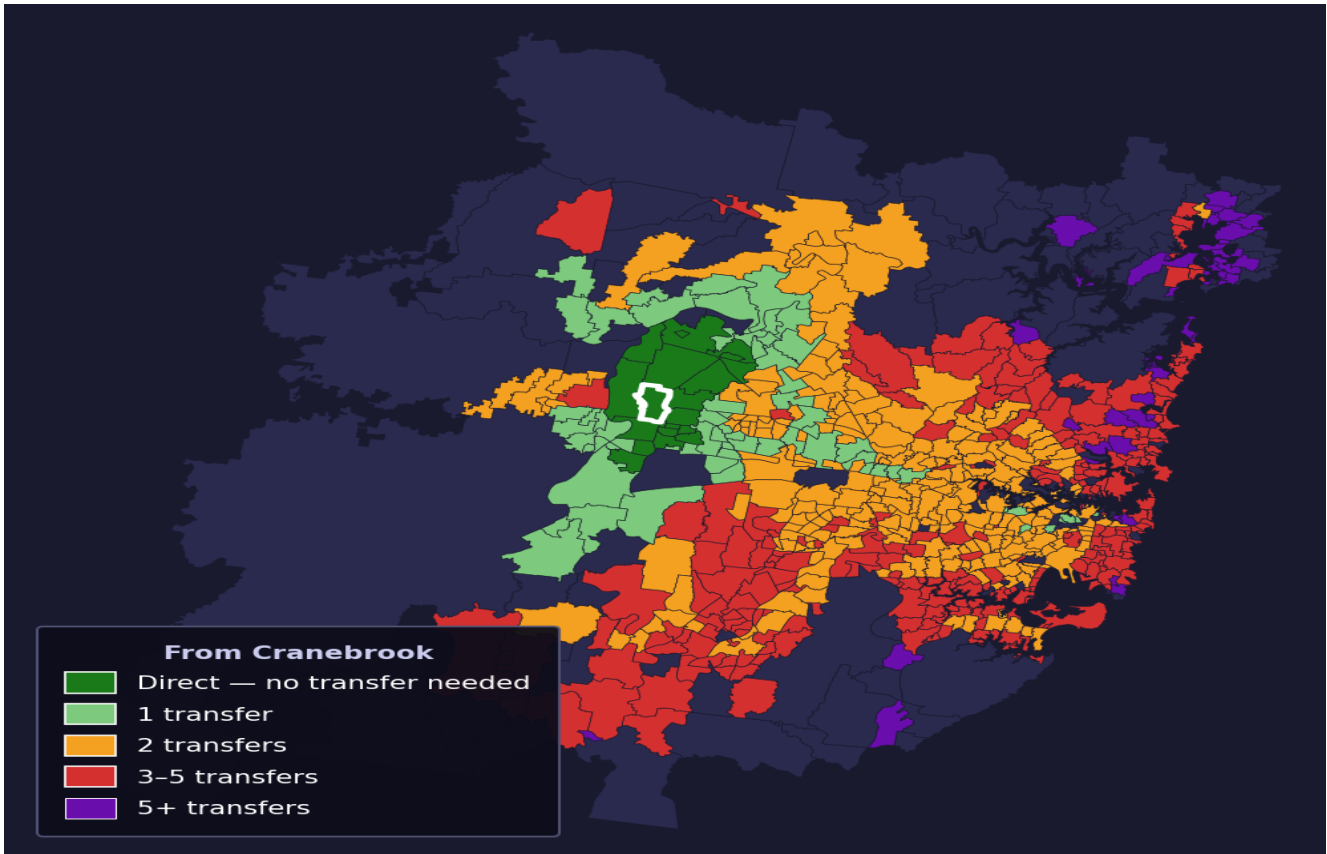 From Cranebrook
Direct — no transfer needed
1 transfer
2 transfers
3–5 transfers
5+ transfers